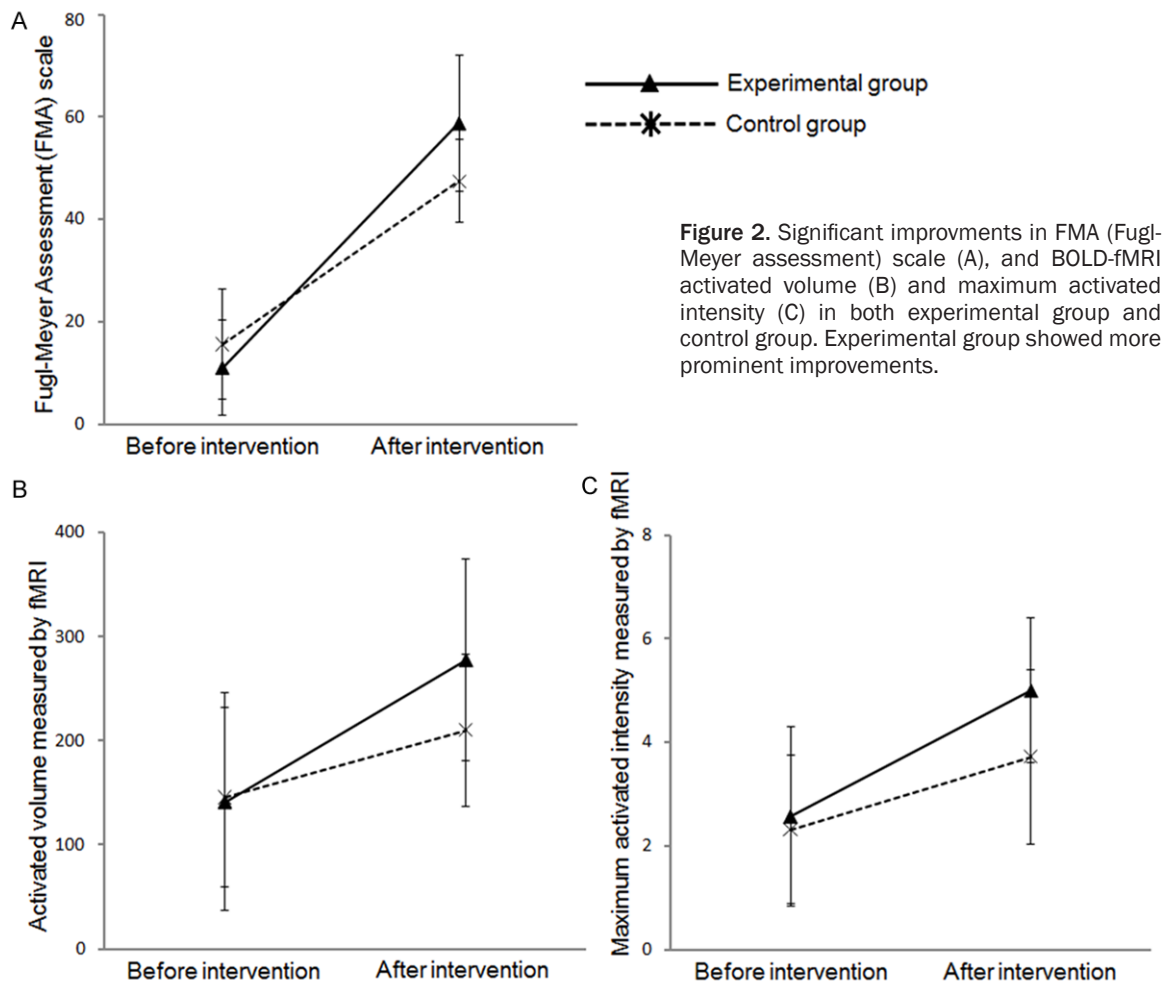 A
Fugl-Meyer Assessment (FMA) scale
80
60
40
20
0
Before intervention
After intervention
Experimental group
Control group
Figure 2. Significant improvments in FMA (Fugl-
Meyer assessment) scale (A), and BOLD-fMRI
activated volume (B) and maximum activated
intensity (C) in both experimental group and
control group. Experimental group showed more
prominent improvements.
B
Activated volume measured by fMRI
400
300
200
100
0
Before intervention
After intervention
C
Maximum activated intensity measured by fMRI
8
6
4
2
0
Before intervention
After intervention